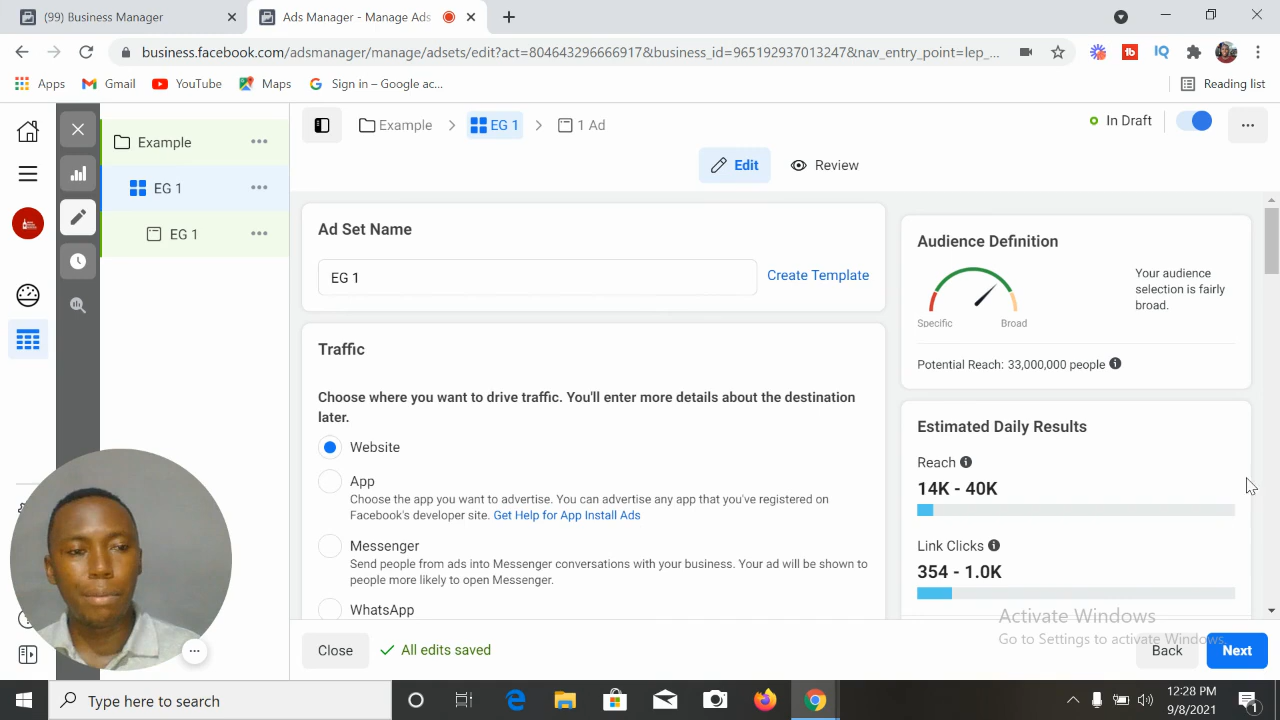 (99) Business Manager
Ads Manager - Manage Ads
business.facebook.com/adsmanager/manage/adsets/edit?act=804643296666917&business_id=965192937013247&nav_entry_point=lep_...
Apps
Gmail
YouTube
Maps
Sign in – Google ac...
Reading list
Example
EG 1
EG 1
Example > EG 1 > 1 Ad
In Draft
Edit
Review
Ad Set Name
EG 1
Create Template
Traffic
Choose where you want to drive traffic. You'll enter more details about the destination
later.
Website
App
Choose the app you want to advertise. You can advertise any app that you've registered on
Facebook's developer site. Get Help for App Install Ads
Messenger
Send people from ads into Messenger conversations with your business. Your ad will be shown to
people more likely to open Messenger.
WhatsApp
Audience Definition
Specific
Broad
Your audience
selection is fairly
broad.
Potential Reach: 33,000,000 people
Estimated Daily Results
Reach
14K - 40K
Link Clicks
354 - 1.0K
Activate Windows
Go to Settings to activate Windows.
Close
All edits saved
Back
Next
Type here to search
12:28 PM
9/8/2021
1